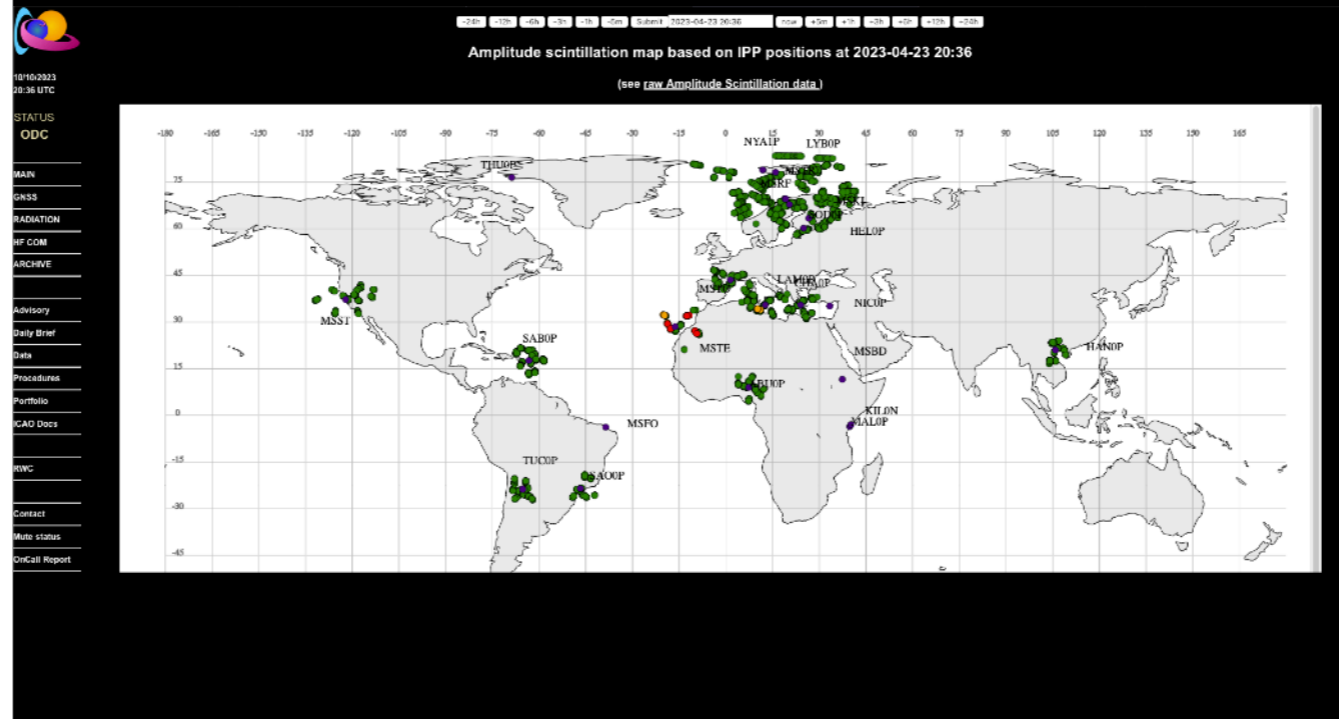 -24h -12h -6h -3h -1h -5m Submit 2023-04-23 20:36 now +5m +1h +3h +6h +12h +24h
Amplitude scintillation map based on IPP positions at 2023-04-23 20:36
(see raw Amplitude Scintillation data )
10/10/2023
20:36 UTC
STATUS
ODC
MAIN
GNSS
RADIATION
HF COM
ARCHIVE
Advisory
Daily Brief
Data
Procedures
Portfolio
ICAO Docs
RWC
Contact
Mute status
OnCall Report
-180 -165 -150 -135 -120 -105 -90 -75 -60 -45 -30 -15 0 15 30 45 60 75 90 105 120 135 150 165
NYA1P LYB0P
THU0BS
75
60
HEL0P
45
NIC0P
30
MSST
SAB0P
MSTE
MSBD
HAN0P
15
KIL0N
0
MSFO
MAL0P
-15
TUC0P
SAO0P
-30
-45